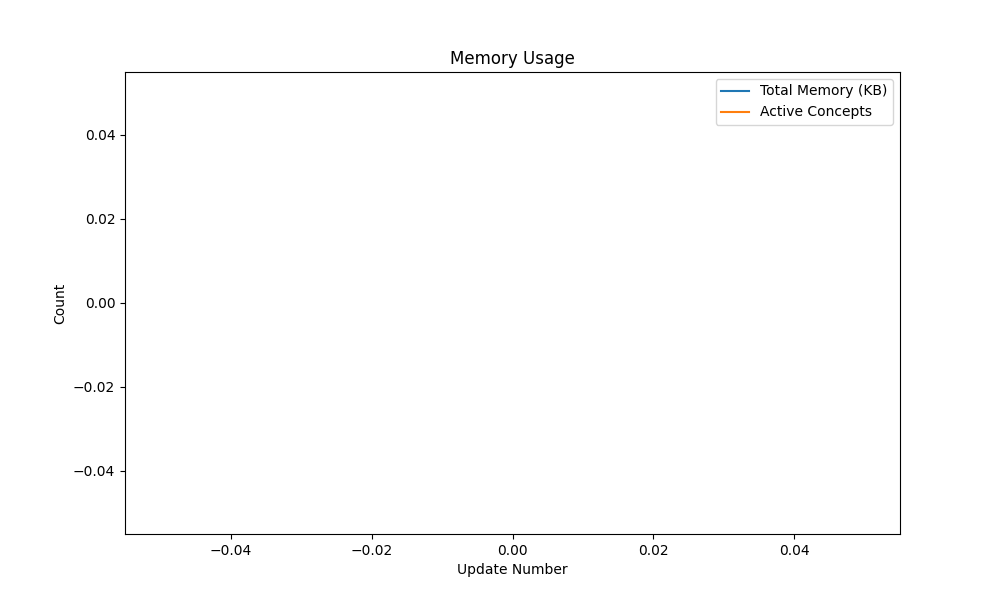 Memory Usage
Total Memory (KB)
Active Concepts
0.04
0.02
0.00
−0.02
−0.04
Count
−0.04 −0.02 0.00 0.02 0.04
Update Number